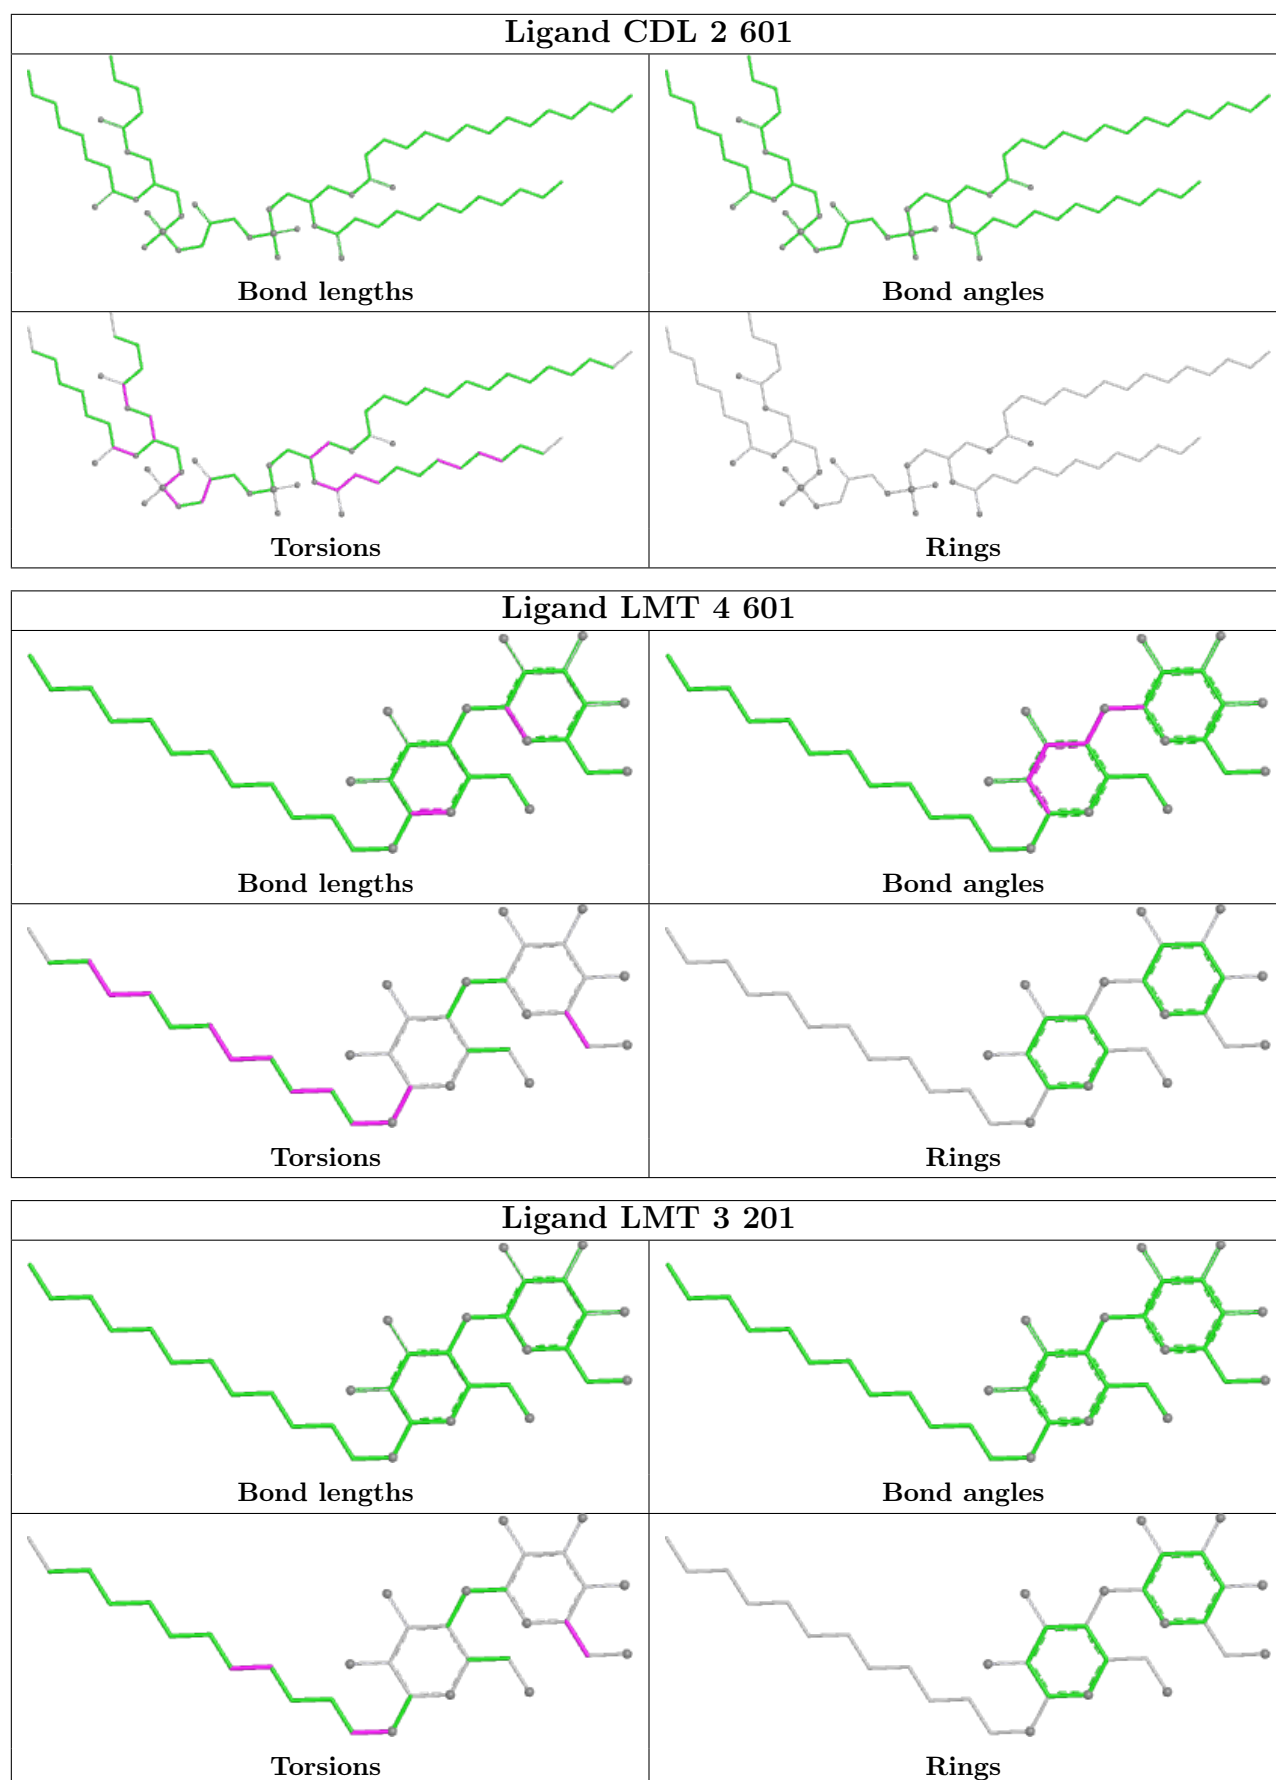 Ligand CDL 2 601
Bond lengths
Bond angles
Torsions
Rings
Ligand LMT 4 601
Bond lengths
Bond angles
Torsions
Rings
Ligand LMT 3 201
Bond lengths
Bond angles
Torsions
Rings